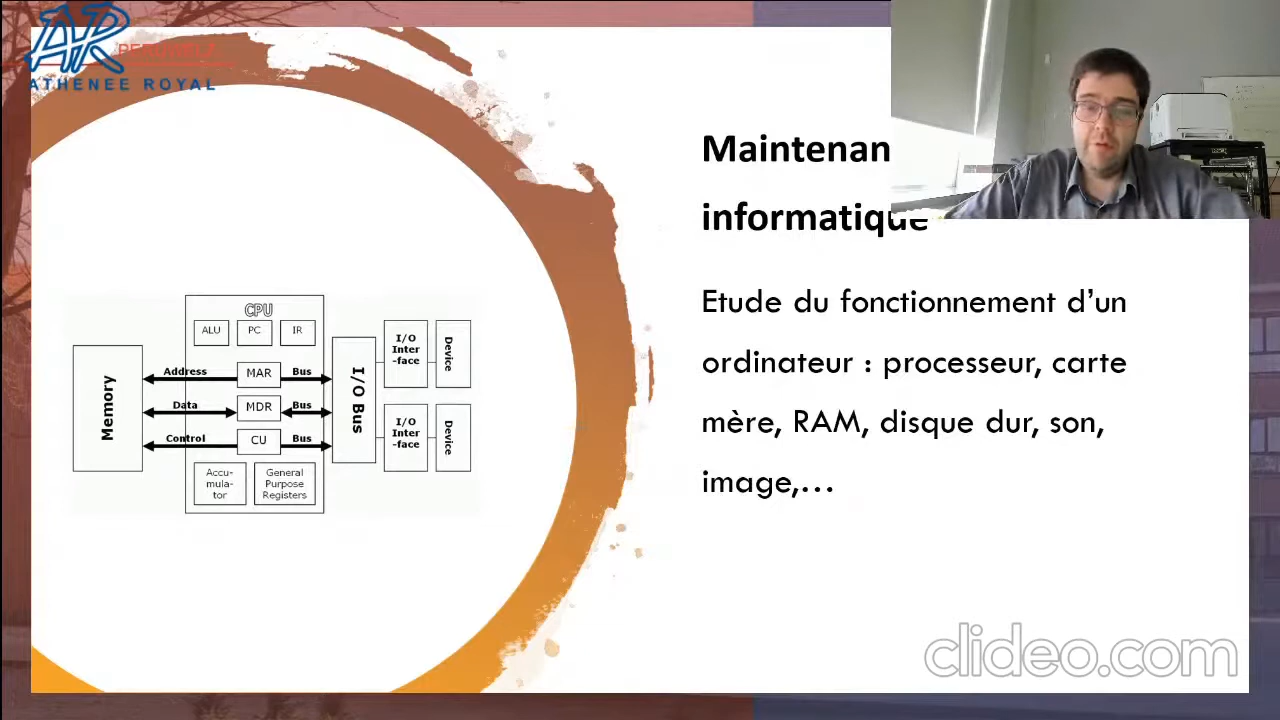 AR
PERUWELZ
ATHENEE ROYAL
Maintenan
informatique
Etude du fonctionnement d’un
ordinateur : processeur, carte
mère, RAM, disque dur, son,
image,…
CPU
ALU
PC
IR
Memory
Address
MAR
Bus
Data
MDR
Bus
Control
CU
Bus
Accu-
mula-
tor
General
Purpose
Registers
I/O Bus
I/O
Inter
-face
Device
I/O
Inter
-face
Device
clideo.com